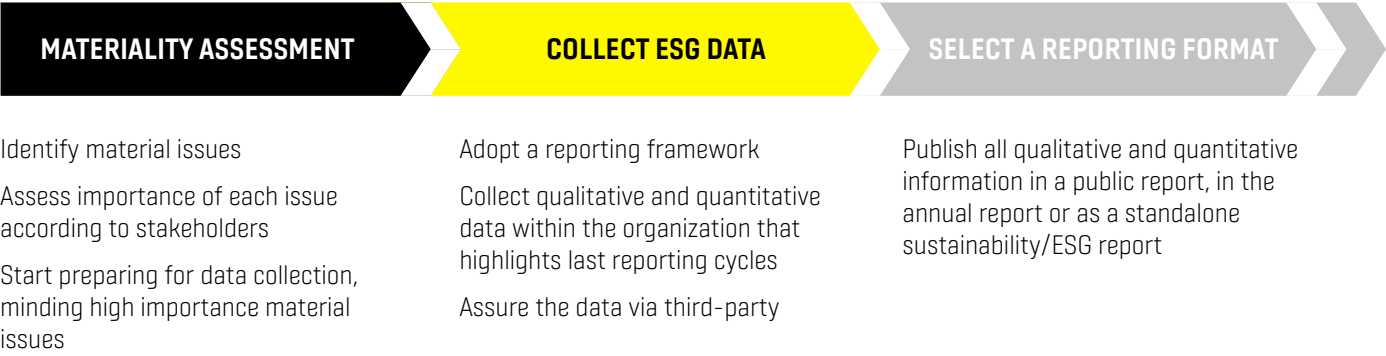 MATERIALITY ASSESSMENT
COLLECT ESG DATA
SELECT A REPORTING FORMAT
Identify material issues
Assess importance of each issue
according to stakeholders
Start preparing for data collection,
minding high importance material
issues
Adopt a reporting framework
Collect qualitative and quantitative
data within the organization that
highlights last reporting cycles
Assure the data via third-party
Publish all qualitative and quantitative
information in a public report, in the
annual report or as a standalone
sustainability/ESG report